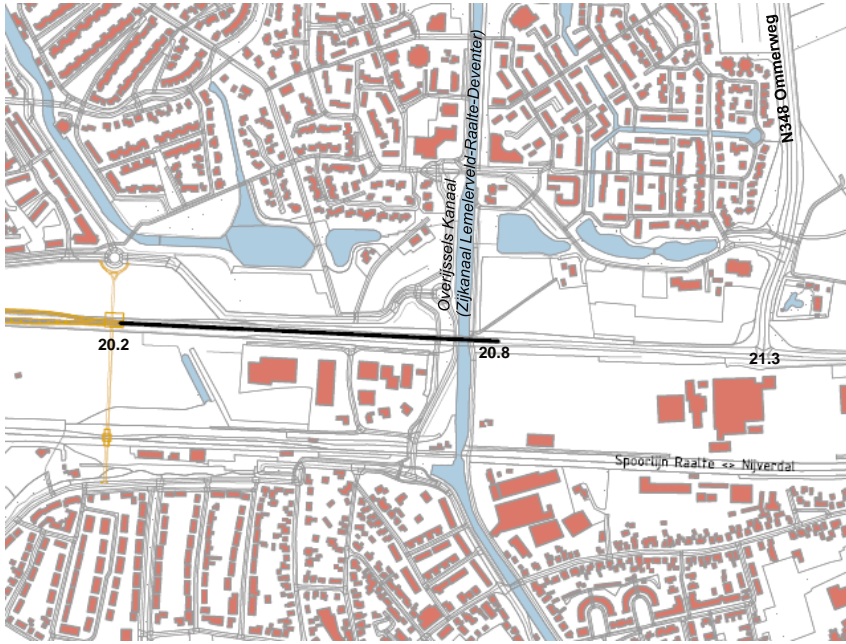 N348 Ommerweg
Overijssels Kanaal
(Zijkanaal Lemelerveld-Raalte-Deventer)
20.2
20.8
21.3
Spoorlijn Raalte <> Nijverdal